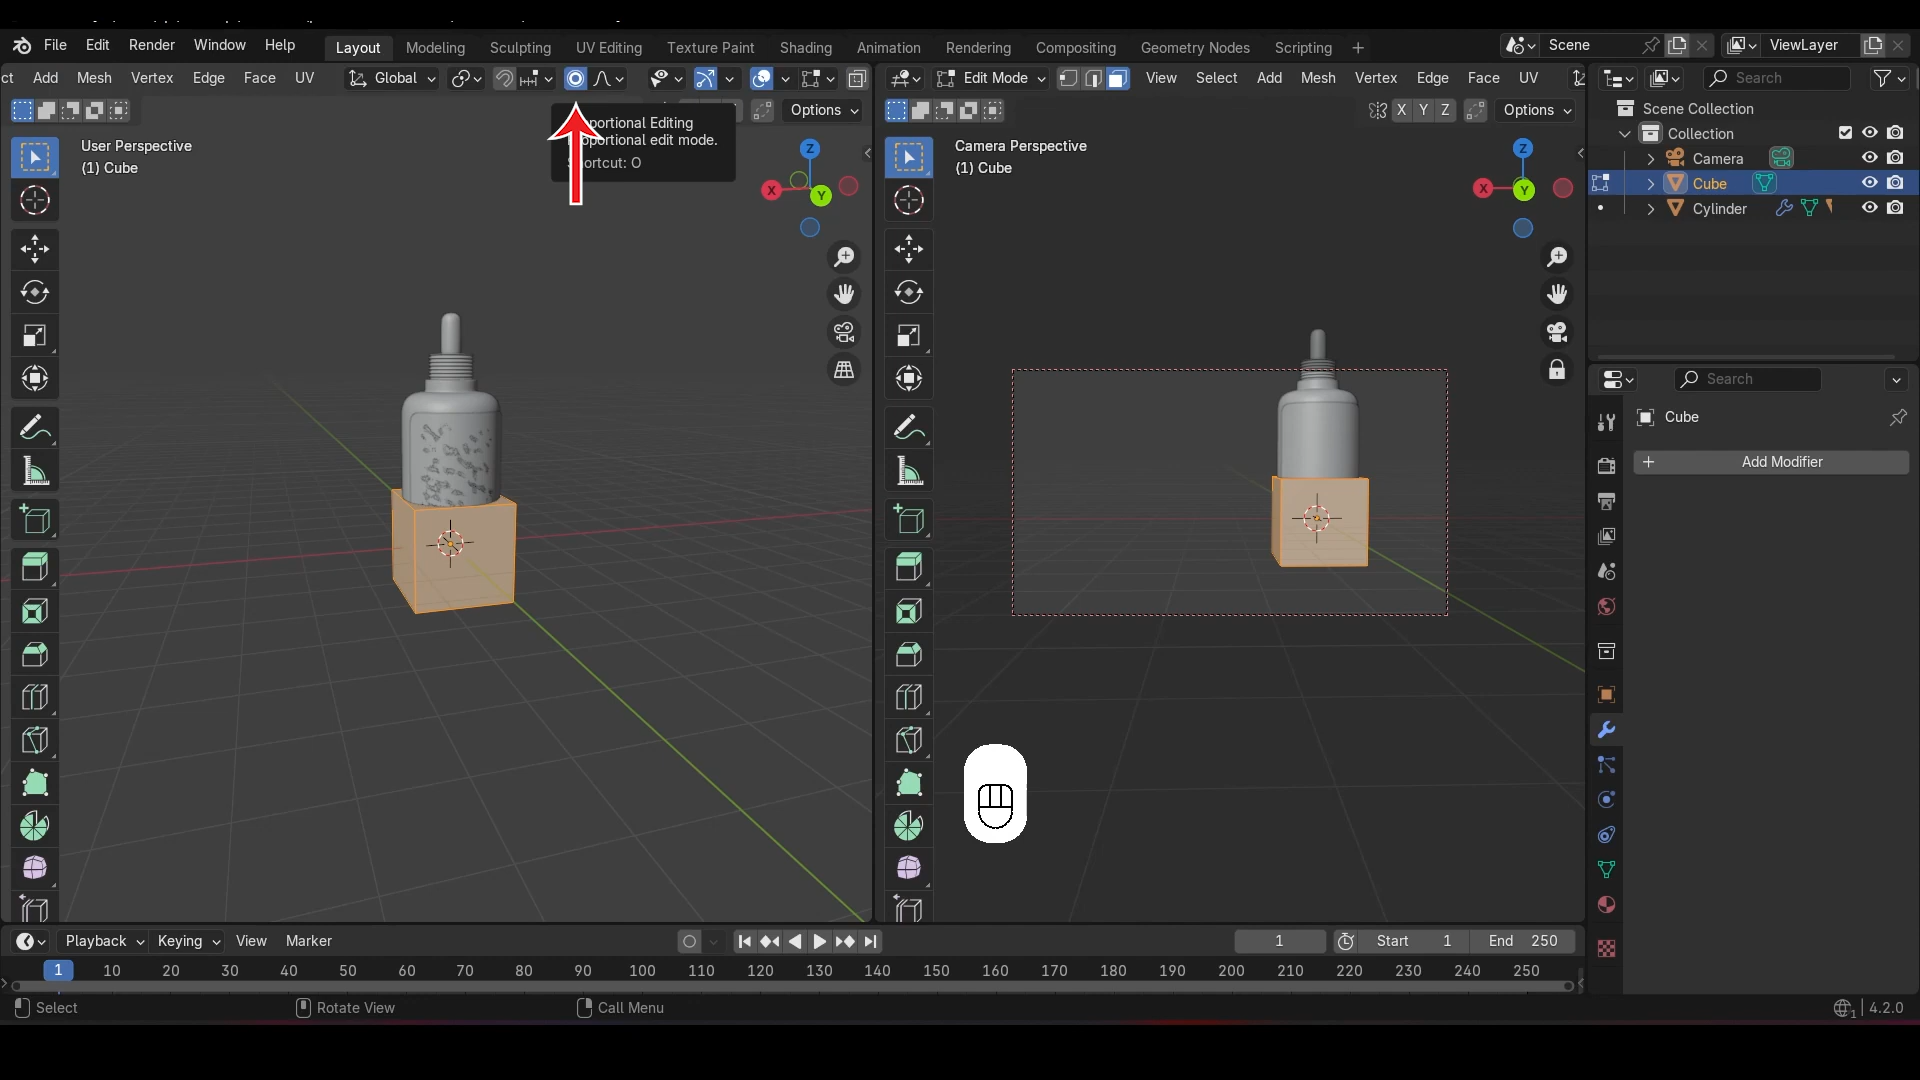 File Edit Render Window Help Layout Modeling Sculpting UV Editing Texture Paint Shading Animation Rendering Compositing Geometry Nodes Scripting + Scene ViewLayer
ct Add Mesh Vertex Edge Face UV Global
Edit Mode View Select Add Mesh Vertex Edge Face UV
Search
Options
X Y Z Options
Scene Collection
Collection
Camera
Cube
Cylinder
portional Editing
oportional edit mode.
ortcut: O
User Perspective
(1) Cube
Z
X
Y
Camera Perspective
(1) Cube
Z
X
Y
Search
Cube
+ Add Modifier
Playback Keying View Marker
1 Start 1 End 250
1 10 20 30 40 50 60 70 80 90 100 110 120 130 140 150 160 170 180 190 200 210 220 230 240 250
Select Rotate View Call Menu
1 4.2.0